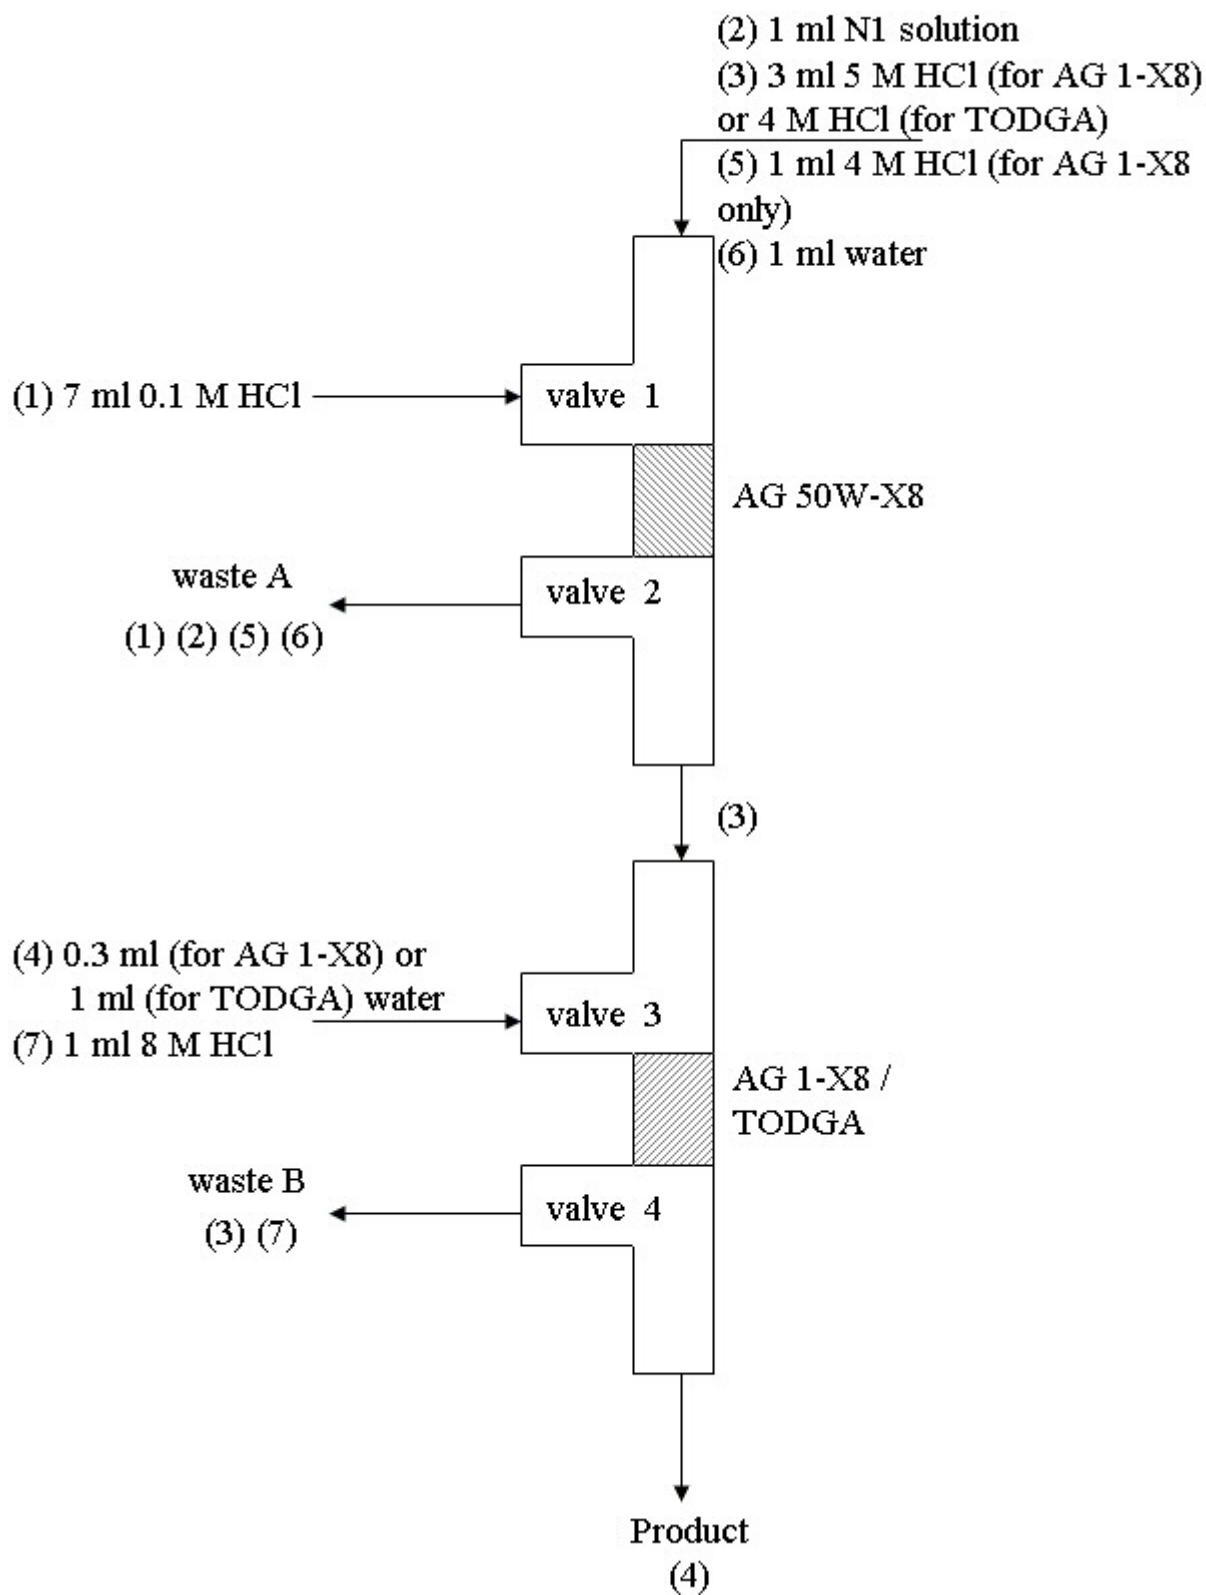 (2) 1 ml N1 solution
(3) 3 ml 5 M HCl (for AG 1-X8)
or 4 M HCl (for TODGA)
(5) 1 ml 4 M HCl (for AG 1-X8
only)
(6) 1 ml water
(1) 7 ml 0.1 M HCl
valve 1
AG 50W-X8
waste A
(1) (2) (5) (6)
valve 2
(3)
(4) 0.3 ml (for AG 1-X8) or
1 ml (for TODGA) water
(7) 1 ml 8 M HCl
valve 3
AG 1-X8 /
TODGA
waste B
(3) (7)
valve 4
Product
(4)